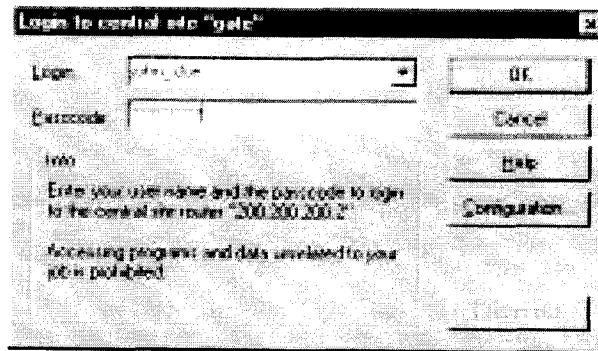 Login to central site "gate"
Login
john_doe
OK
Passcode
Cancel
Info
Help
Enter your user name and the passcode to login
to the central site router "200.200.200.2"
Configuration
Accessing programs and data unrelated to your
job is prohibited.